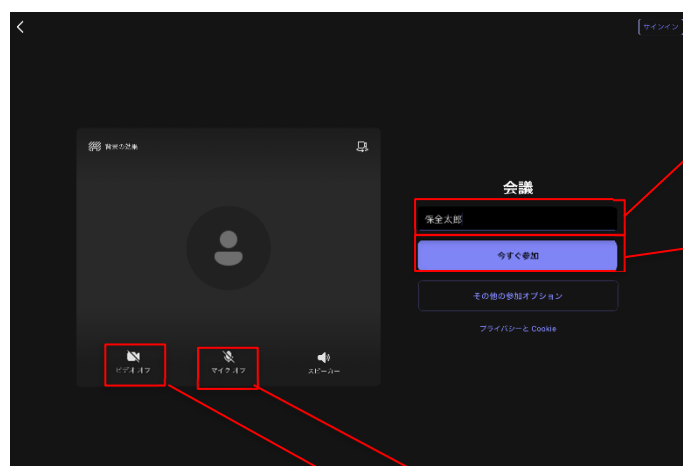 サインイン
背景の効果
会議
保全太郎
今すぐ参加
その他の参加オプション
プライバシーと Cookie
ビデオ オフ
マイク オフ
スピーカー